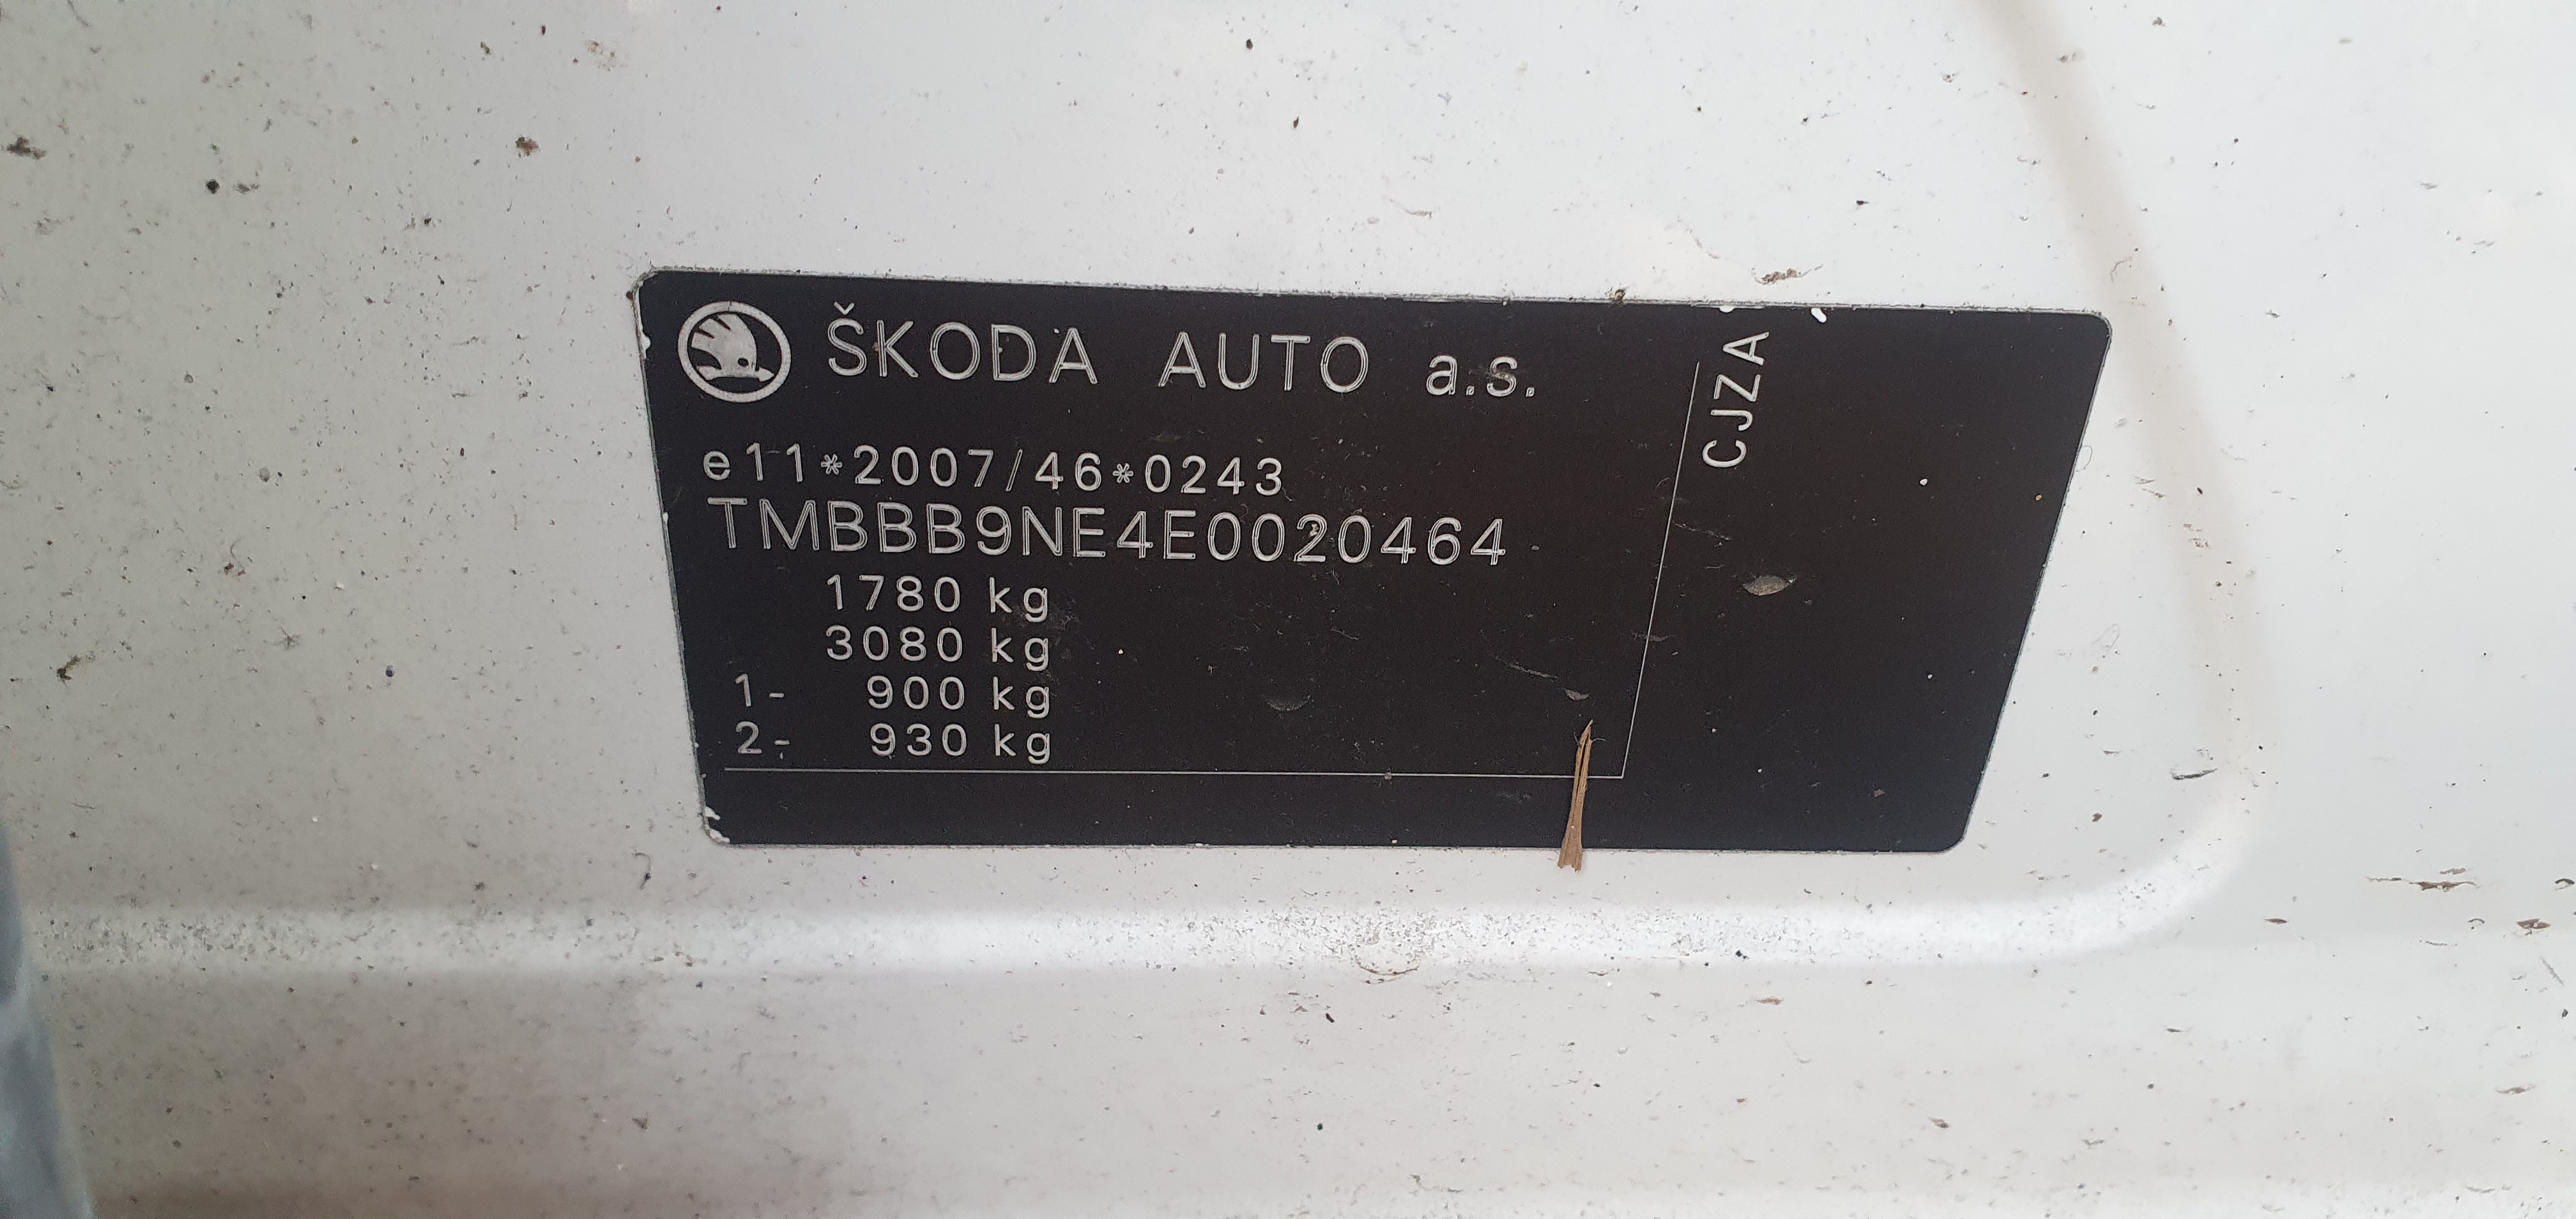 ŠKODA AUTO a.s.
e11*2007/46*0243
TMBBB9NE4E0020464
1780 kg
3080 kg
1- 900 kg
2- 930 kg
CJZA